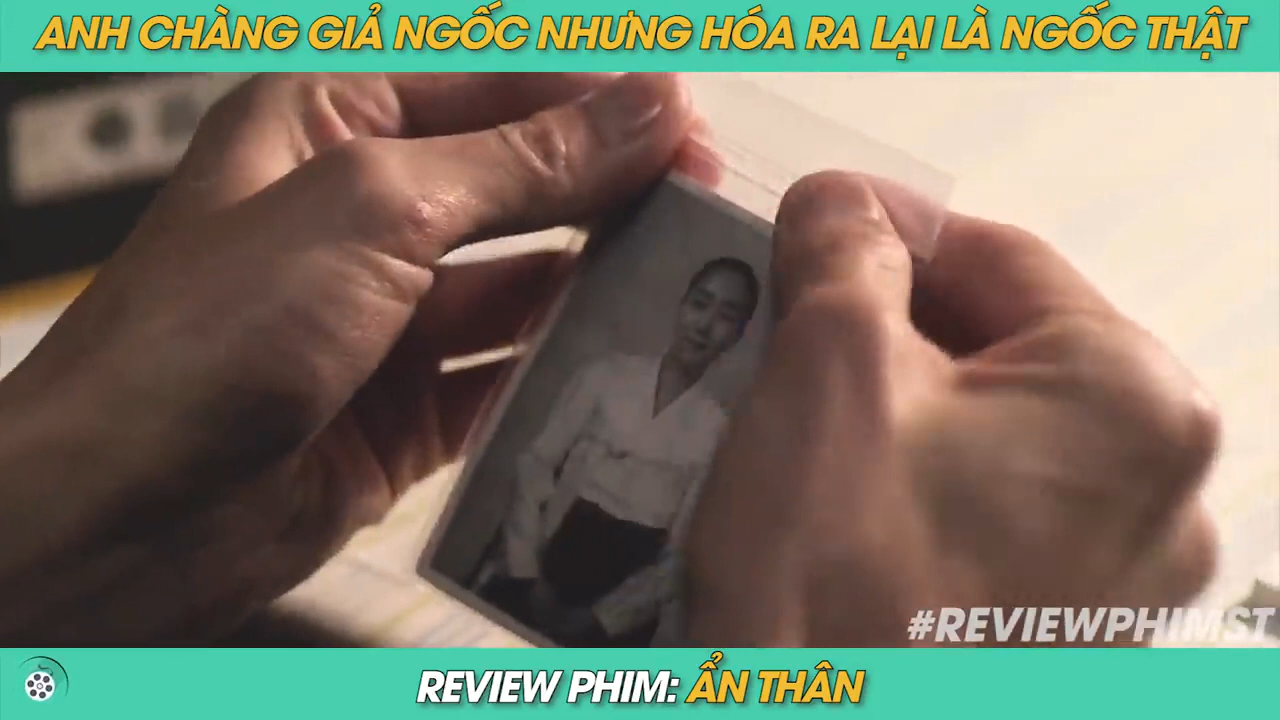 ANH CHÀNG GIẢ NGỐC NHƯNG HÓA RA LẠI LÀ NGỐC THẬT
#REVIEWPHIMST
REVIEW PHIM: ẨN THÂN